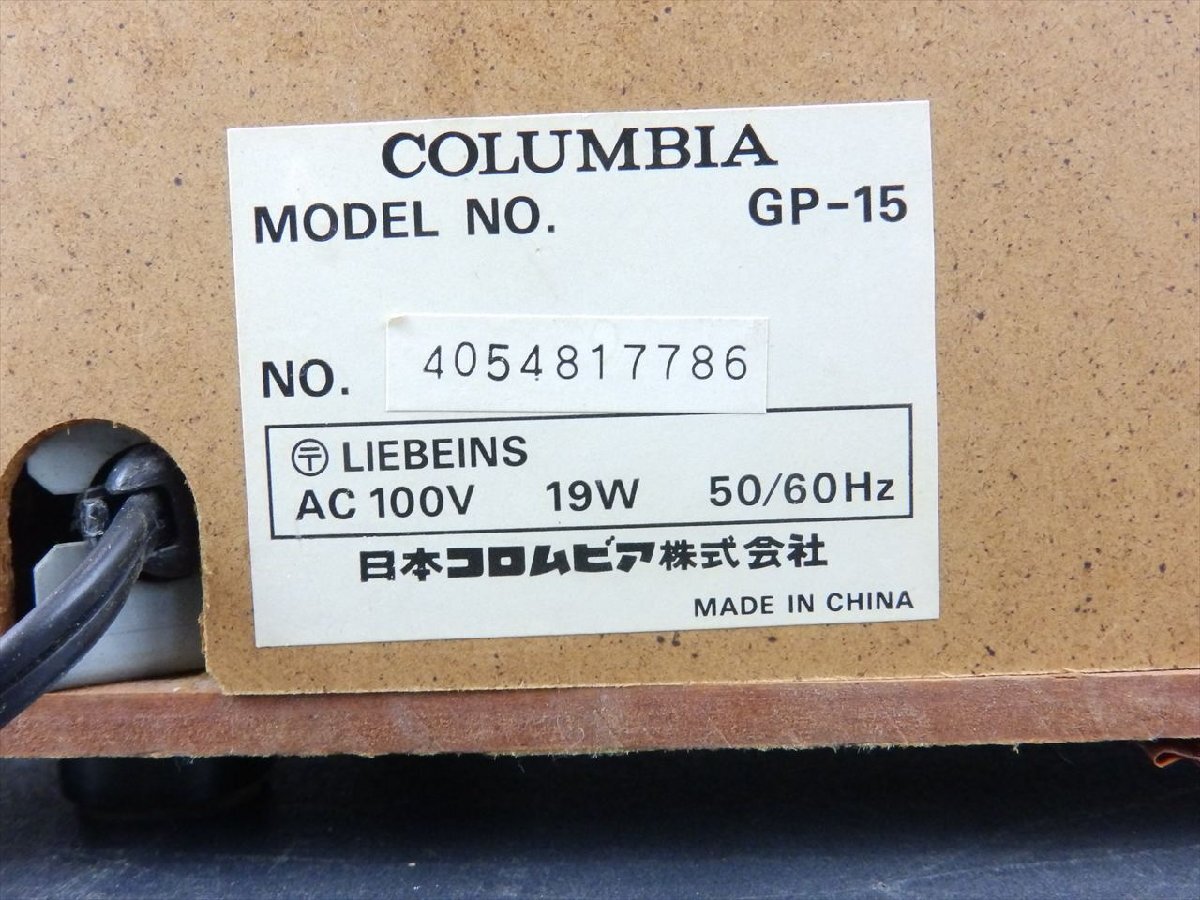 COLUMBIA
MODEL NO. GP-15
NO. 4054817786
〶 LIEBEINS
AC 100V 19W 50/60Hz
日本コロムビア株式会社
MADE IN CHINA